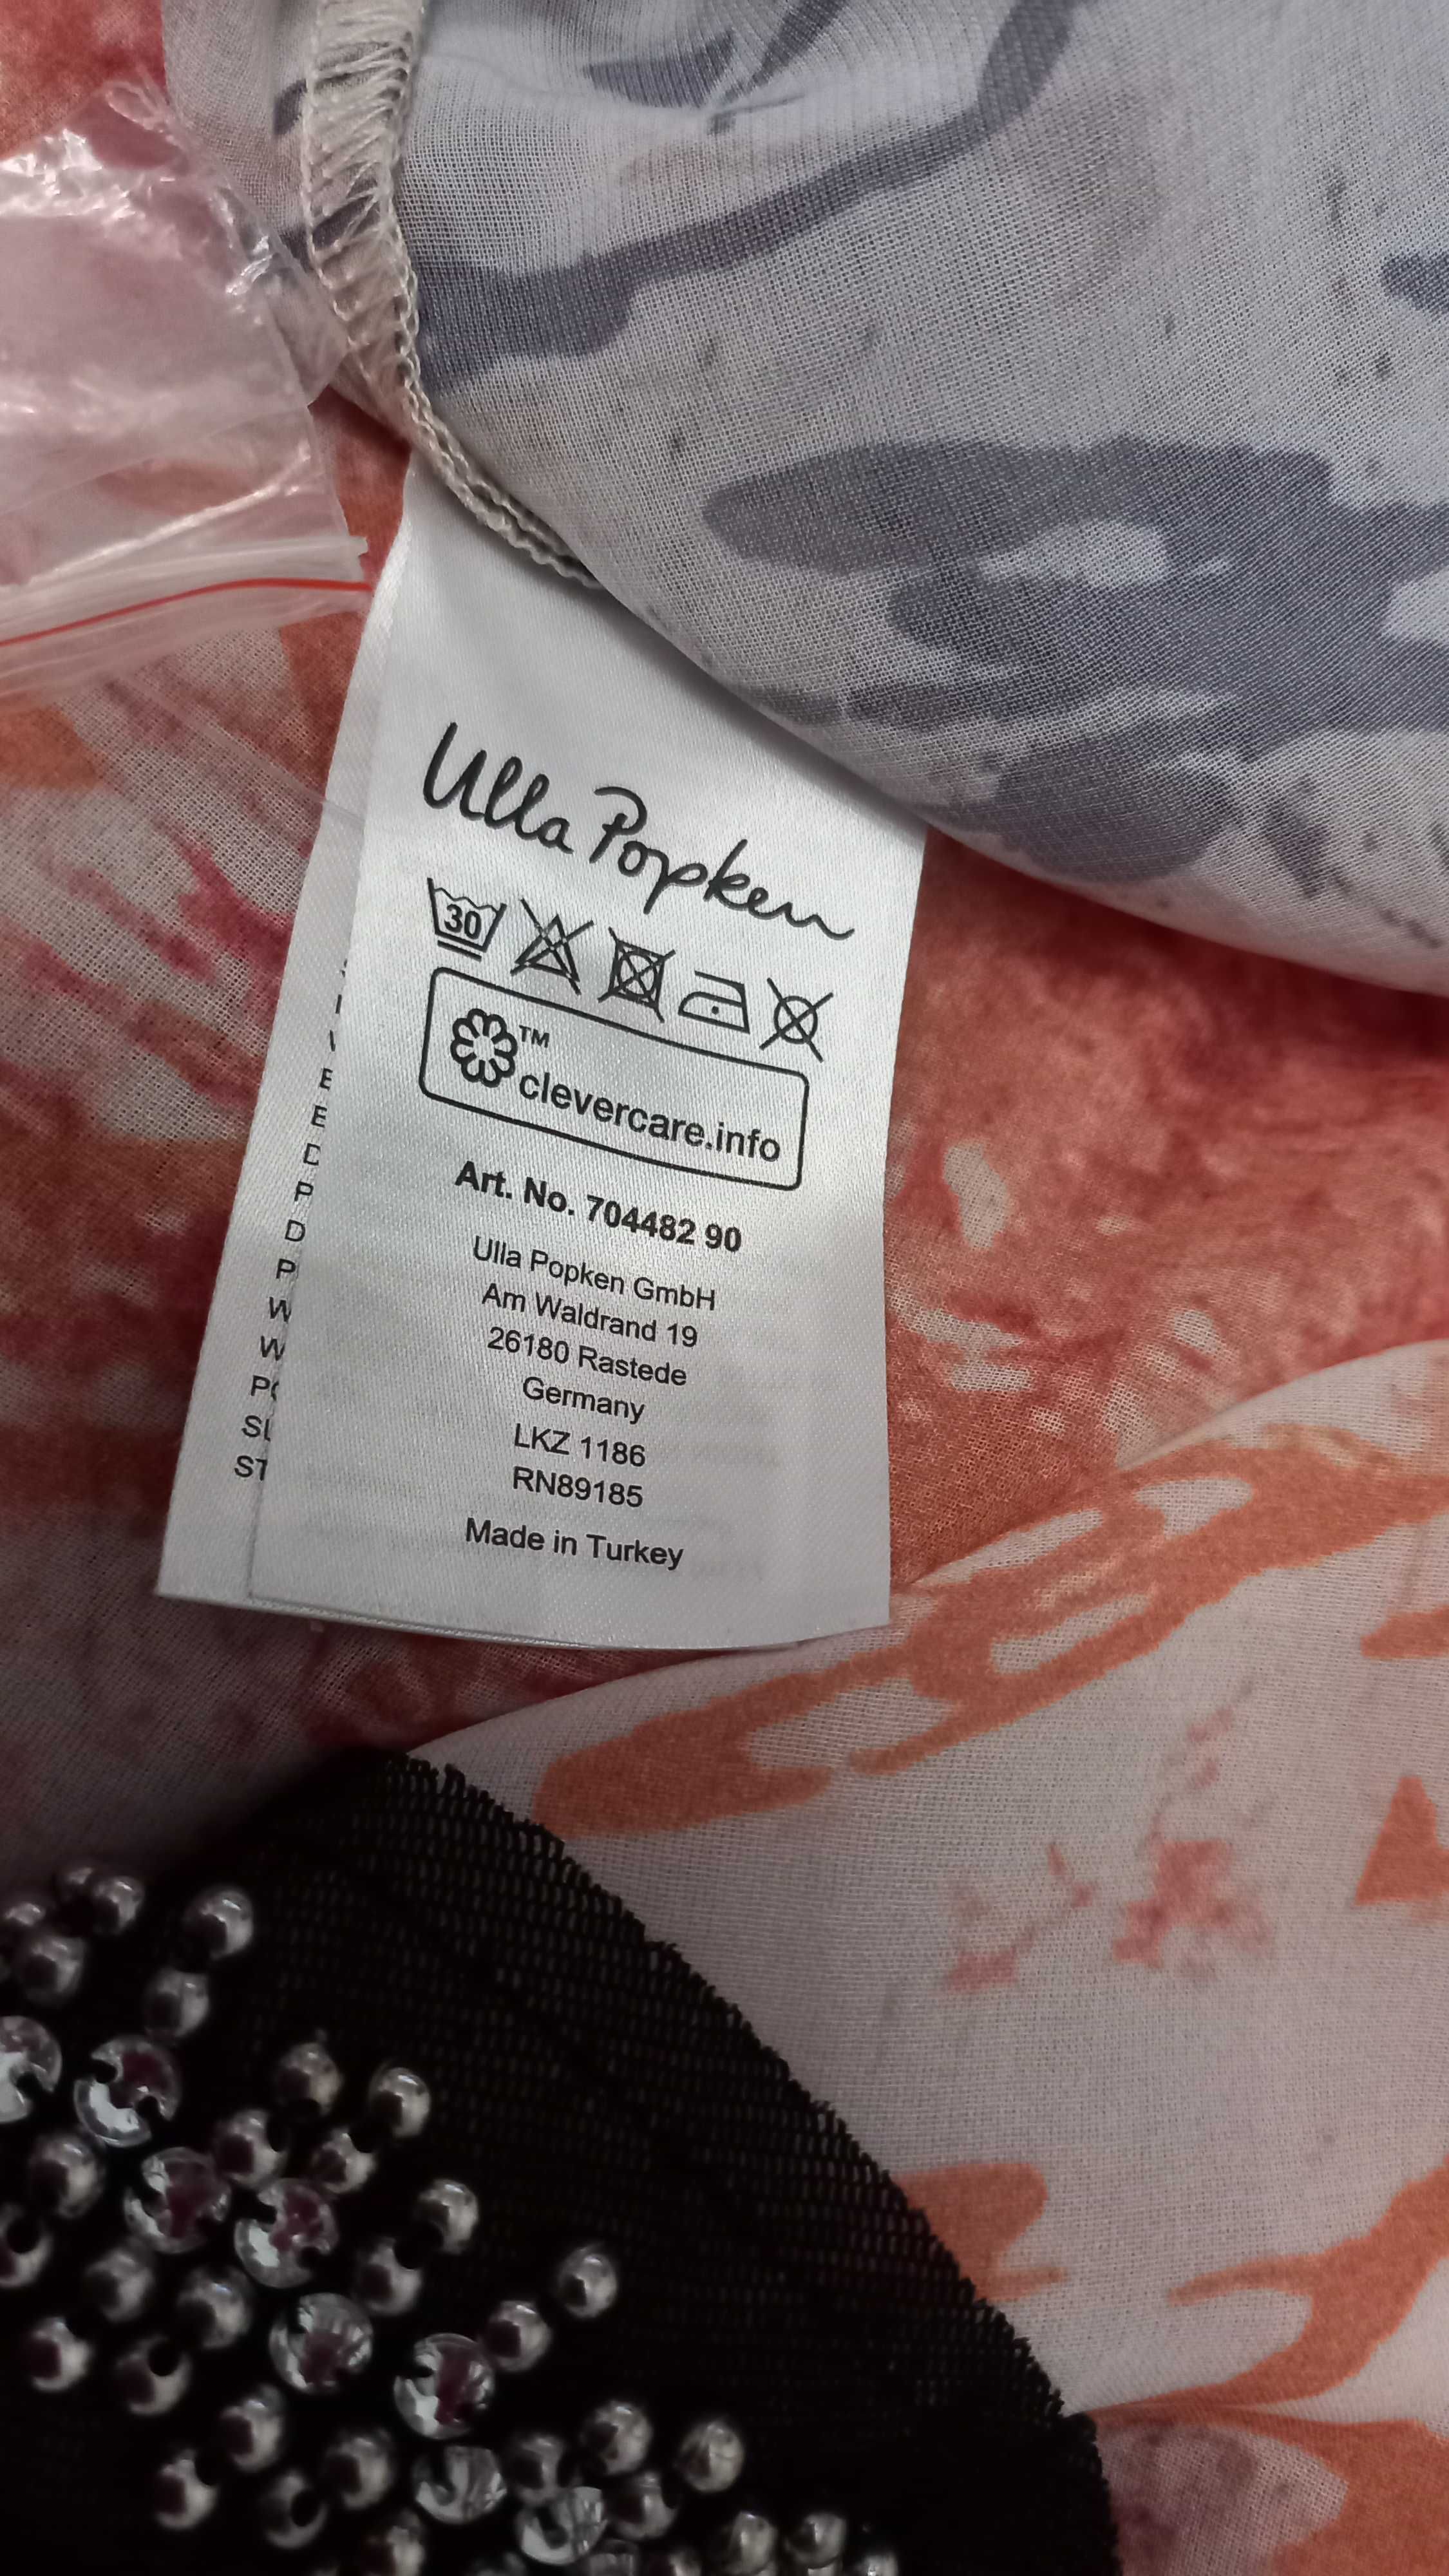 Ulla Popken
30
™
clevercare.info
Art. No. 704482 90
Ulla Popken GmbH
Am Waldrand 19
26180 Rastede
Germany
LKZ 1186
RN89185
Made in Turkey
E
E
D
P
D
P
W
W